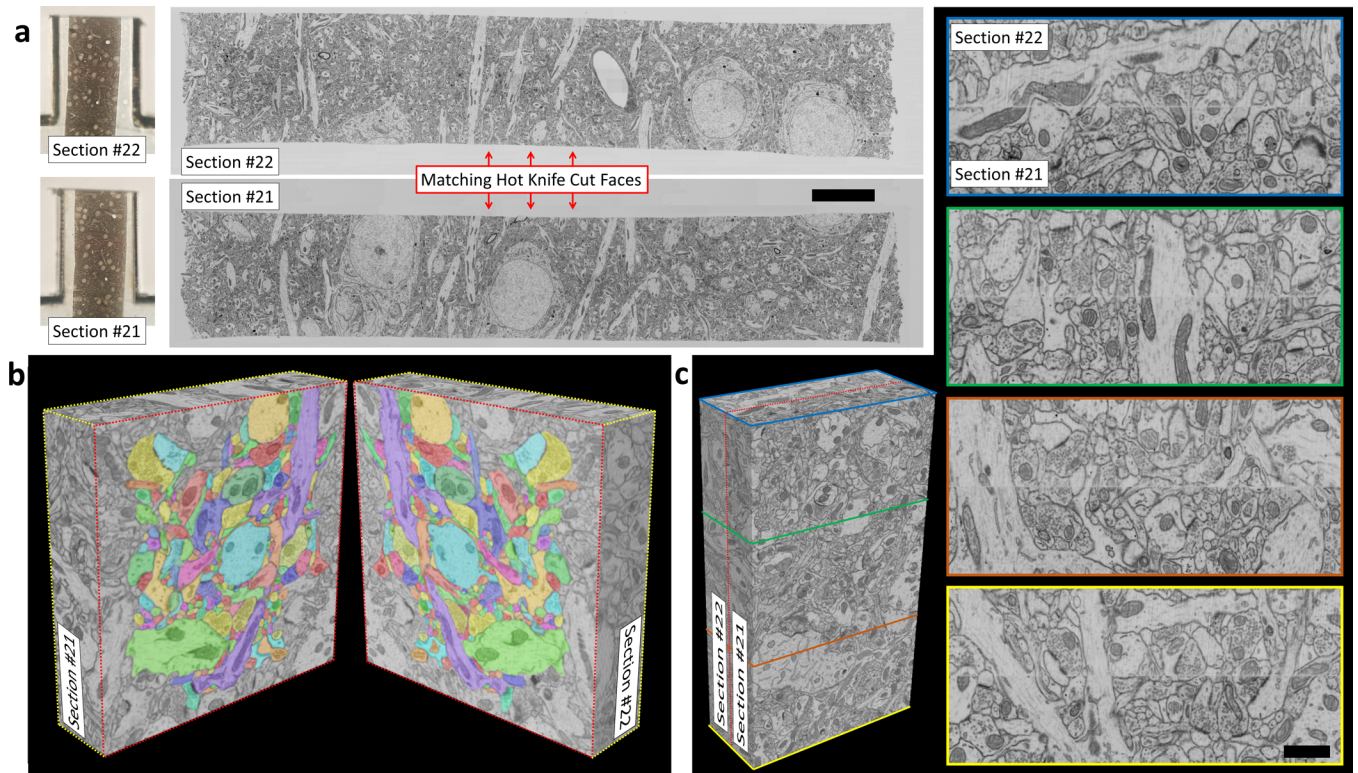 a
Section #22
Section #21
Section #22
Matching Hot Knife Cut Faces
Section #21
Section #22
Section #21
b
Section #21
Section #22
c
Section #22
Section #21